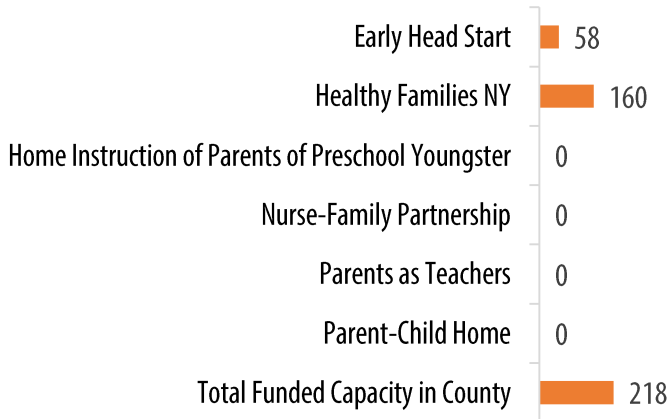 Early Head Start 58
Healthy Families NY 160
Home Instruction of Parents of Preschool Youngster 0
Nurse-Family Partnership 0
Parents as Teachers 0
Parent-Child Home 0
Total Funded Capacity in County 218